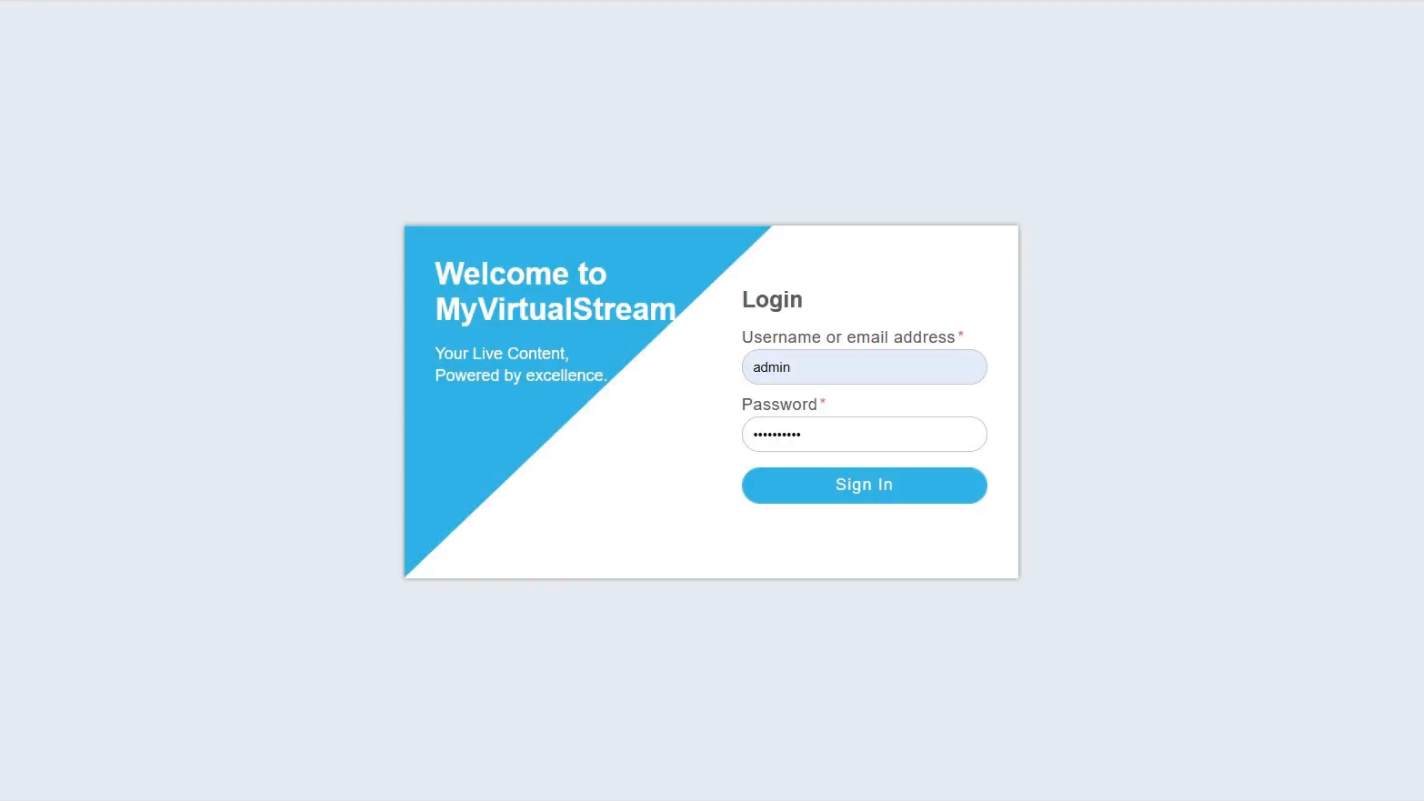 Welcome to
MyVirtualStream
Your Live Content,
Powered by excellence.
Login
Username or email address*
admin
Password*
••••••••••
Sign In